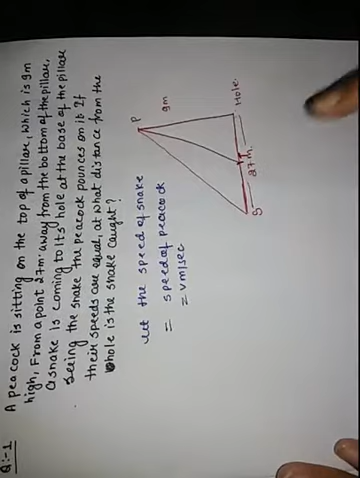 Q:-1 A peacock is sitting on the top of a pillar, which is 9m
high, From a point 27m. away from the bottom of the pillar,
a snake is coming to its' hole at the base of the pillar
seeing the snake the peacock pounces on it. If
their speeds are equal, at what distance from the
whole is the snake caught?
Let the speed of snake
= speed of peacock
= v m/sec
P
9m
Hole.
27m.
S